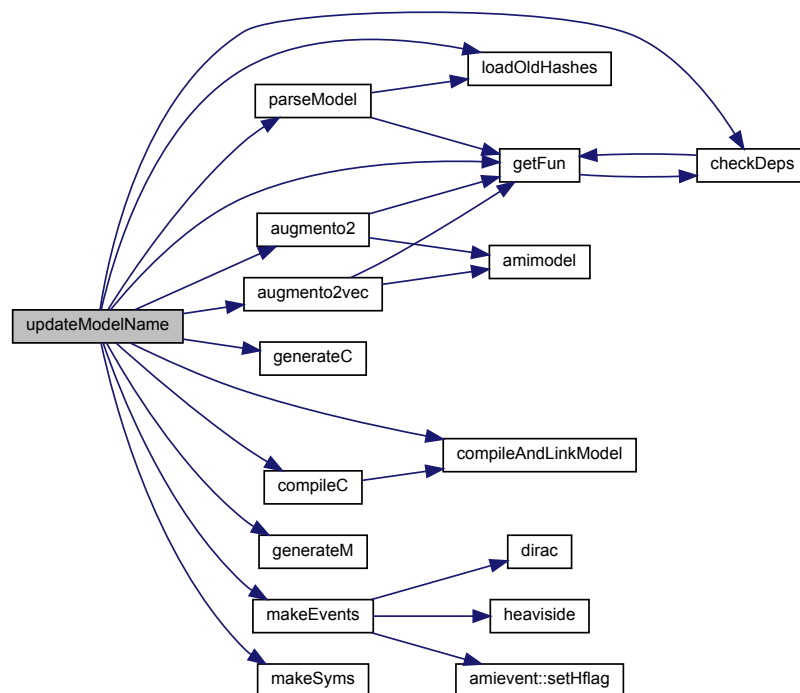 loadOldHashes
parseModel
getFun
checkDeps
augmento2
amimodel
augmento2vec
updateModelName
generateC
compileAndLinkModel
compileC
generateM
dirac
makeEvents
heaviside
makeSyms
amievent::setHflag